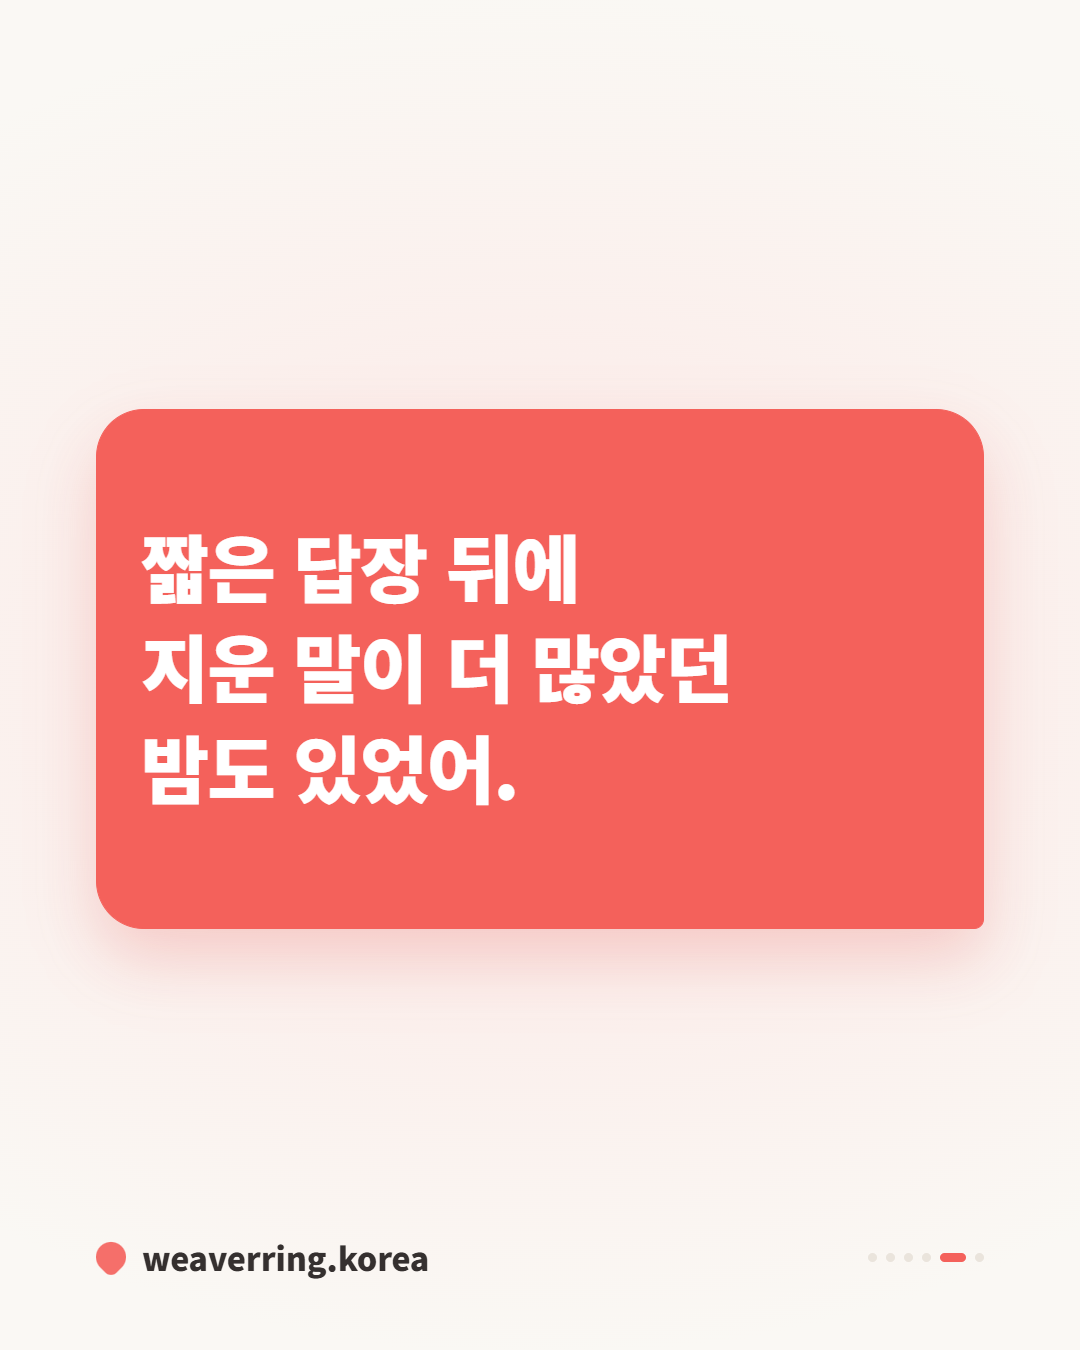 짧은 답장 뒤에
지운 말이 더 많았던
밤도 있었어.
weaverring.korea